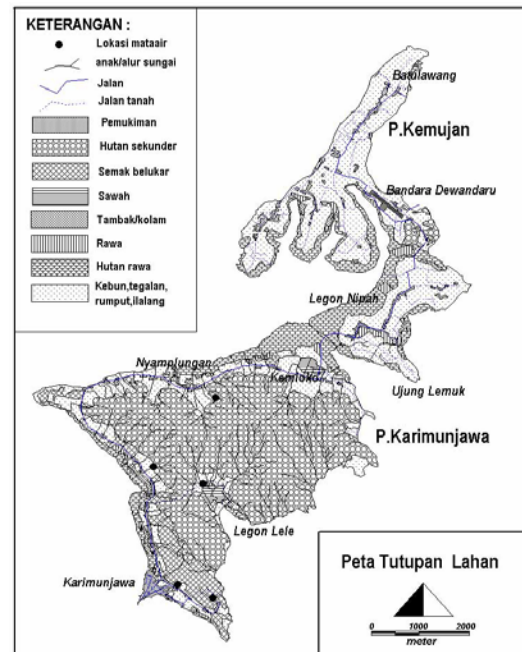 KETERANGAN :
Lokasi mataair
anak/alur sungai
Jalan
Jalan tanah
Pemukiman
Hutan sekunder
Semak belukar
Sawah
Tambak/kolam
Rawa
Hutan rawa
Kebun,tegalan,
rumput,ilalang
Batulawang
P.Kemujan
Bandara Dewandaru
Legon Nipah
Nyamplungan
Kemloko
Ujung Lemuk
P.Karimunjawa
Legon Lele
Karimunjawa
Peta Tutupan Lahan
0 1000 2000
meter